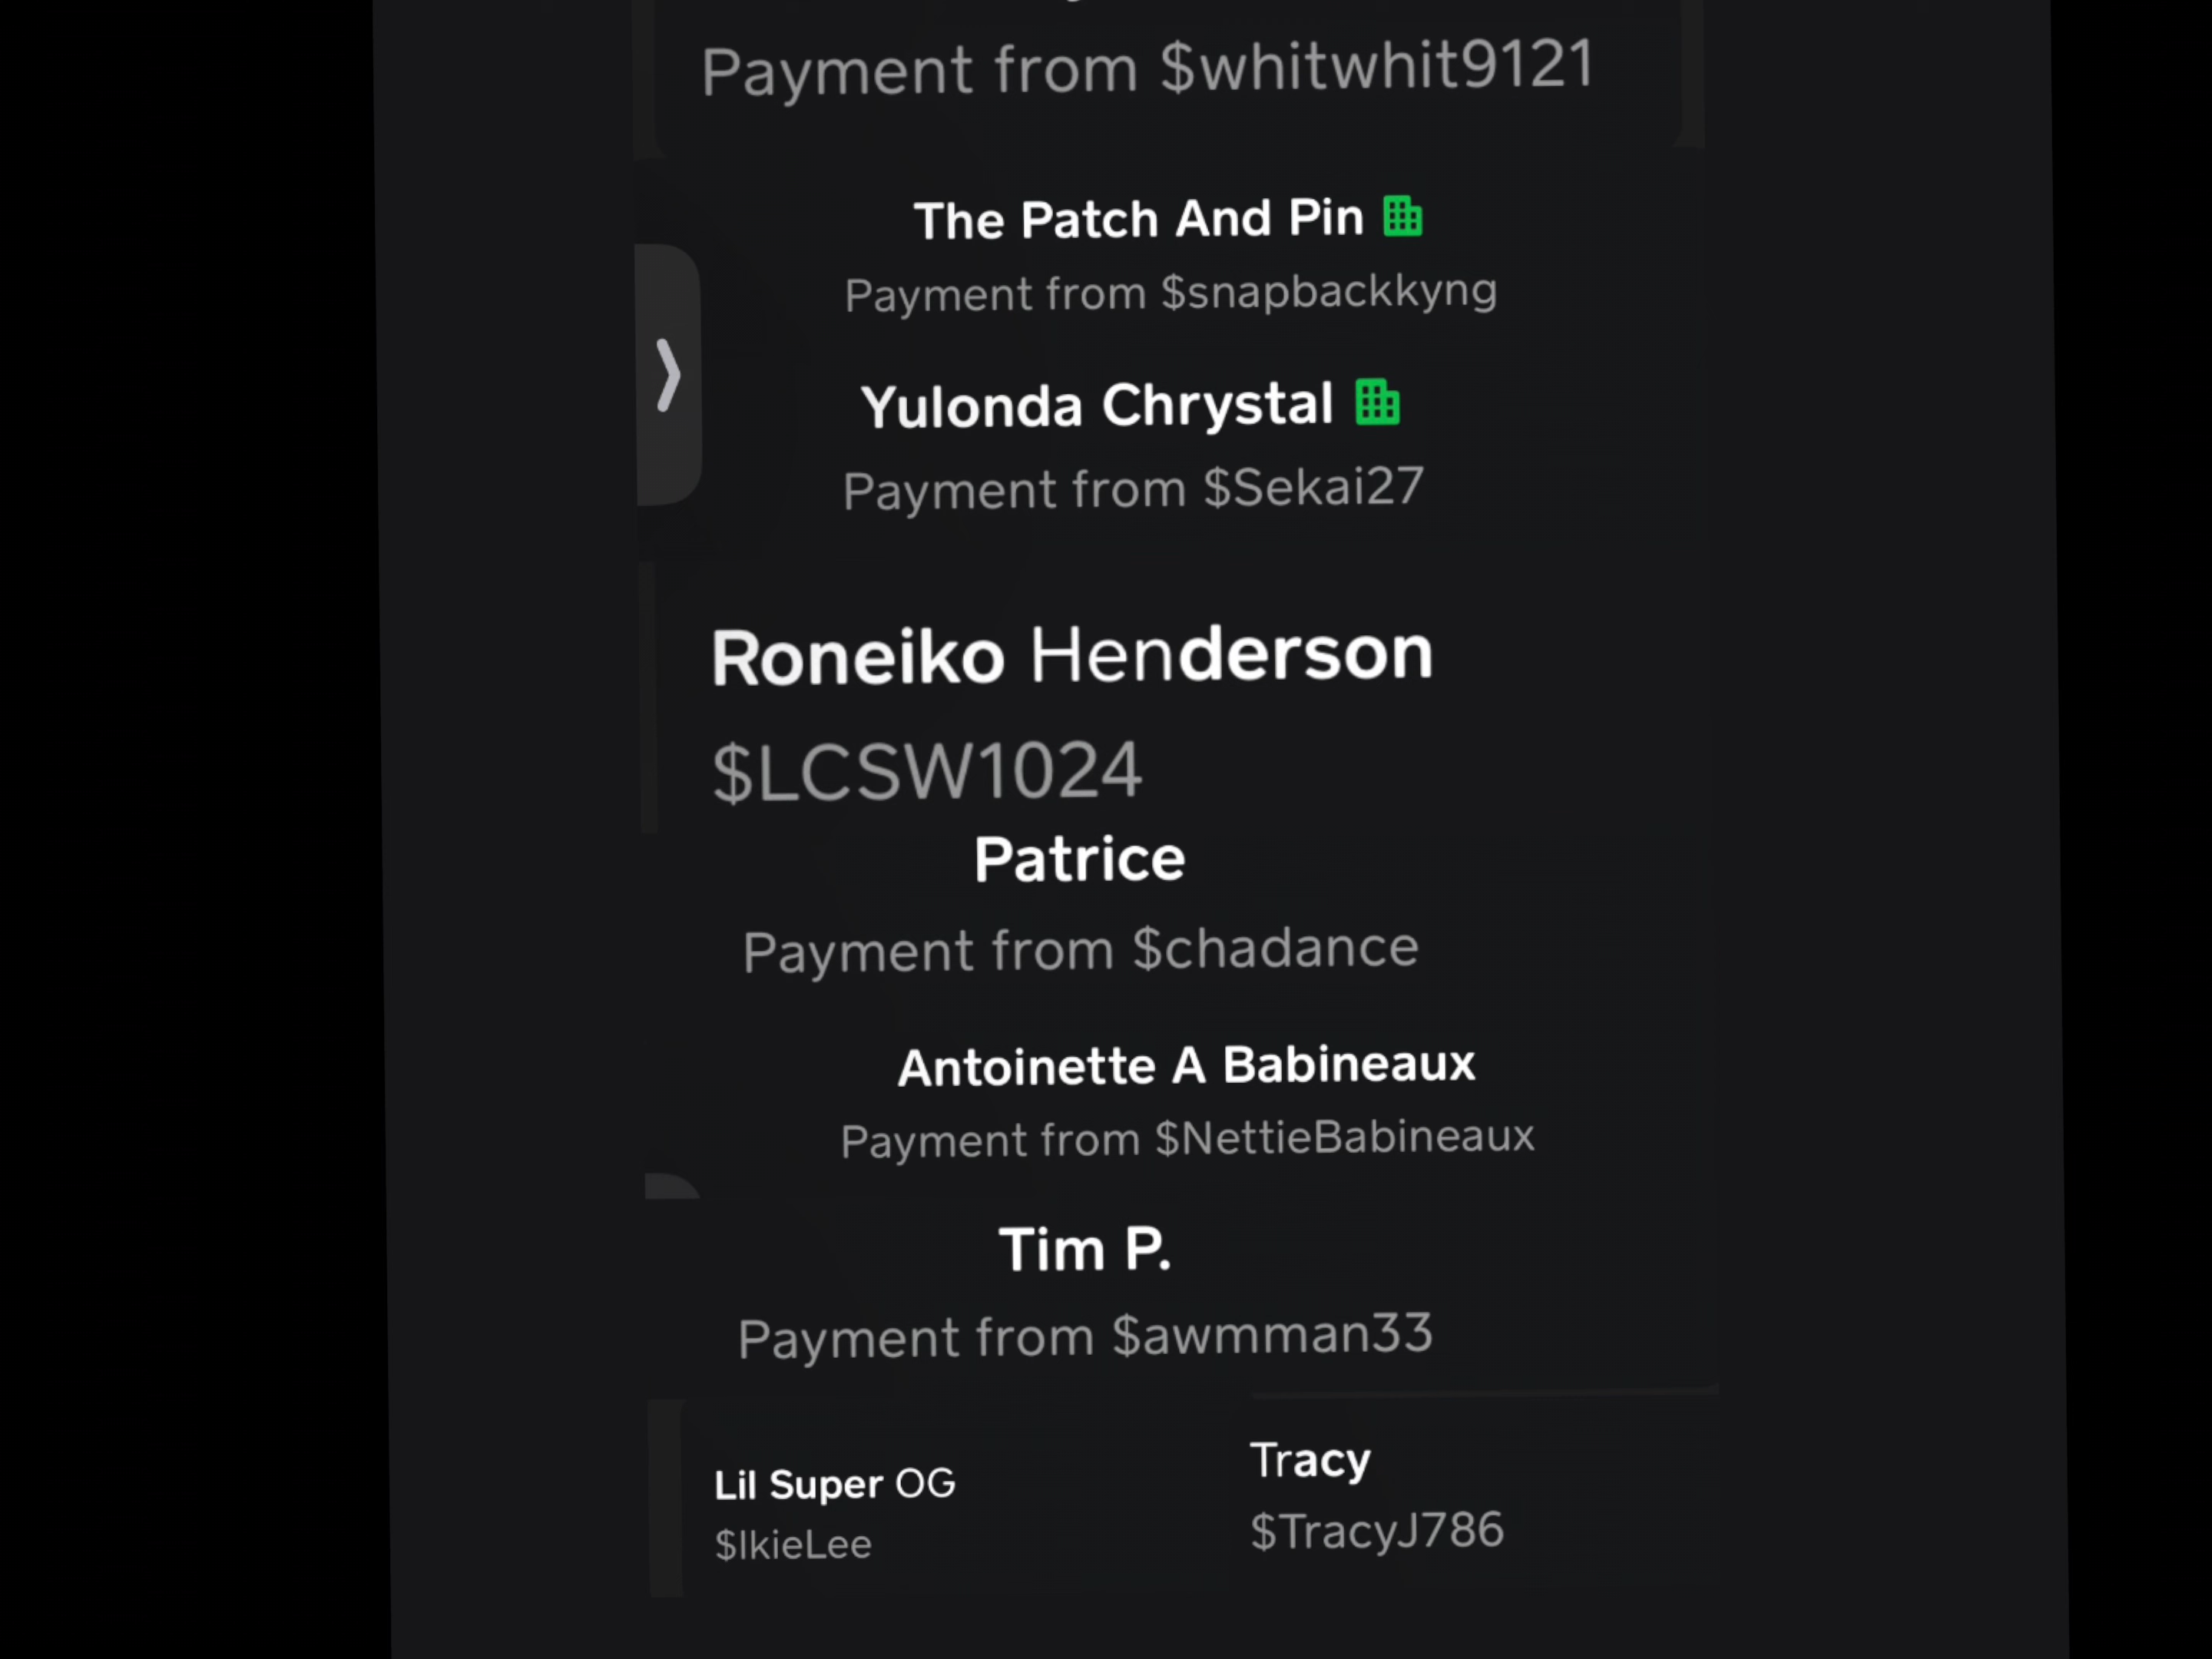 Payment from $whitwhit9121
The Patch And Pin
Payment from $snapbackkyng
Yulonda Chrystal
Payment from $Sekai27
Roneiko Henderson
$LCSW1024
Patrice
Payment from $chadance
Antoinette A Babineaux
Payment from $NettieBabineaux
Tim P.
Payment from $awmman33
Lil Super OG
$IkieLee
Tracy
$TracyJ786